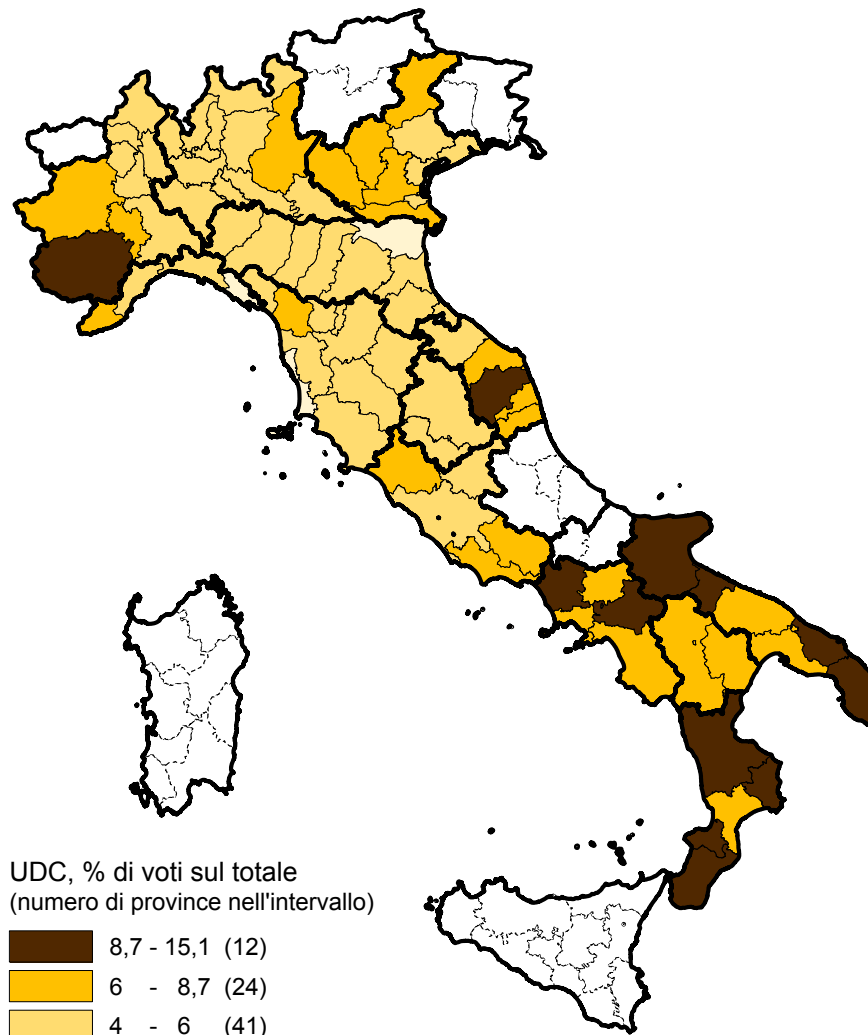 UDC, % di voti sul totale
(numero di province nell'intervallo)
8,7 - 15,1 (12)
6 - 8,7 (24)
4 - 6 (41)